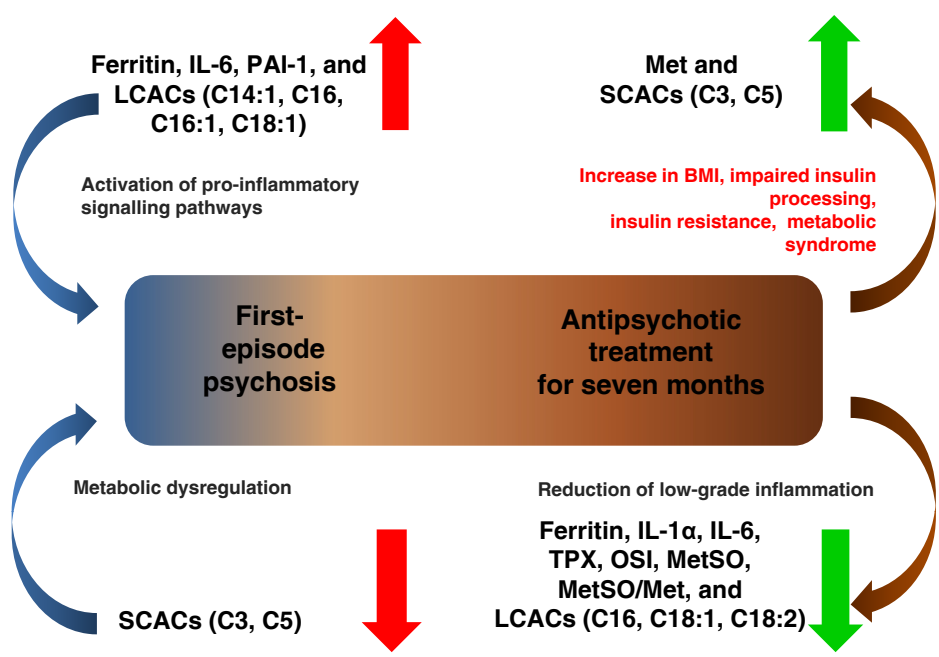 Ferritin, IL-6, PAI-1, and
LCACs (C14:1, C16,
C16:1, C18:1)
Met and
SCACs (C3, C5)
Activation of pro-inflammatory
signalling pathways
Increase in BMI, impaired insulin
processing,
insulin resistance, metabolic
syndrome
First-
episode
psychosis
Antipsychotic
treatment
for seven months
Metabolic dysregulation
Reduction of low-grade inflammation
SCACs (C3, C5)
Ferritin, IL-1α, IL-6,
TPX, OSI, MetSO,
MetSO/Met, and
LCACs (C16, C18:1, C18:2)